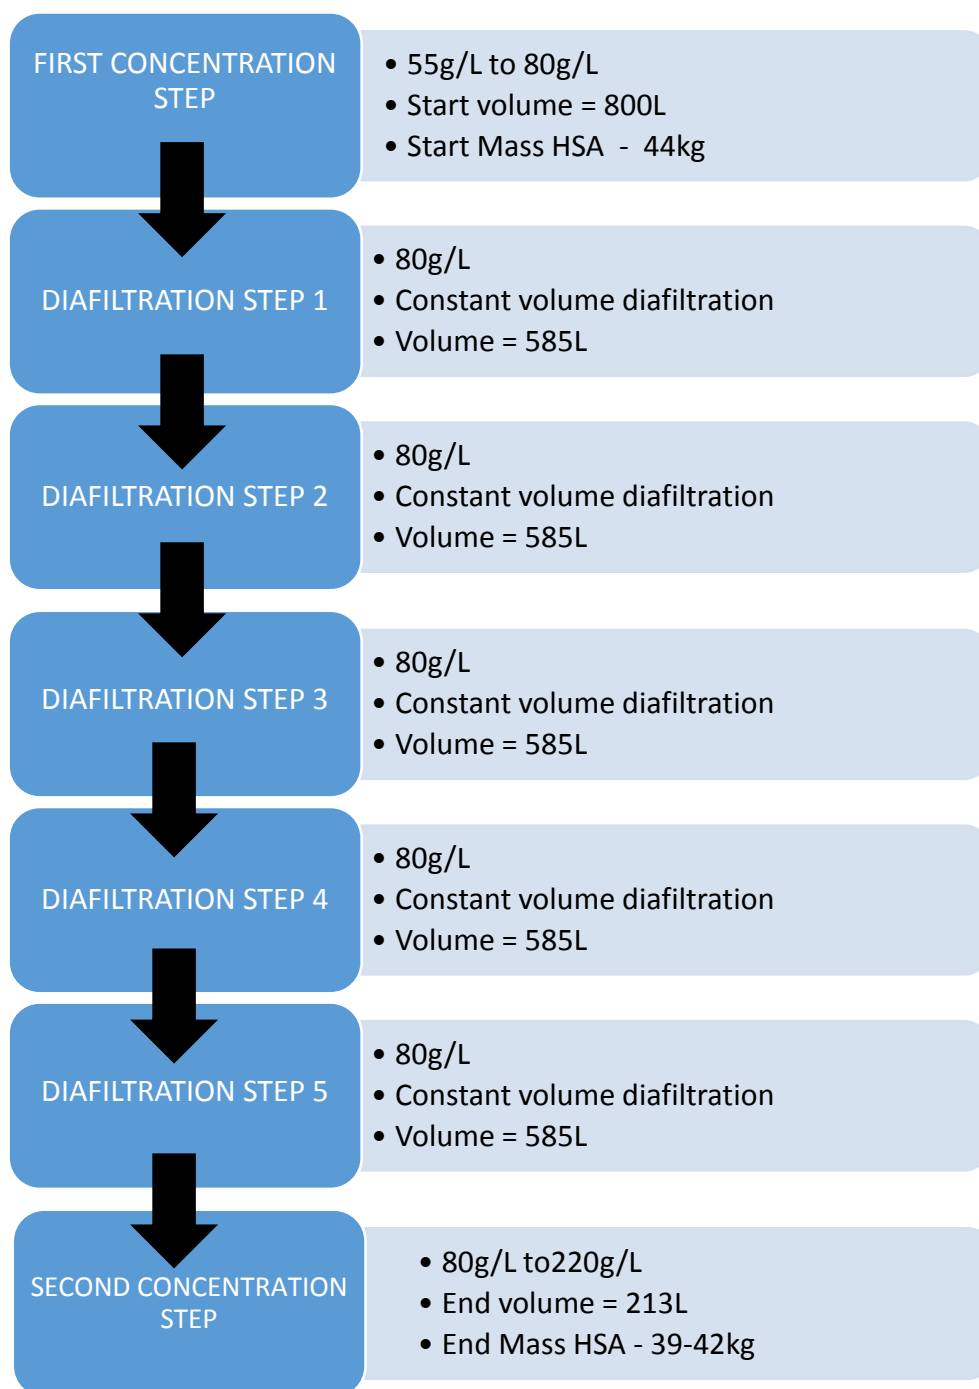 FIRST CONCENTRATION
STEP
• 55g/L to 80g/L
• Start volume = 800L
• Start Mass HSA - 44kg
DIAFILTRATION STEP 1
• 80g/L
• Constant volume diafiltration
• Volume = 585L
DIAFILTRATION STEP 2
• 80g/L
• Constant volume diafiltration
• Volume = 585L
DIAFILTRATION STEP 3
• 80g/L
• Constant volume diafiltration
• Volume = 585L
DIAFILTRATION STEP 4
• 80g/L
• Constant volume diafiltration
• Volume = 585L
DIAFILTRATION STEP 5
• 80g/L
• Constant volume diafiltration
• Volume = 585L
SECOND CONCENTRATION
STEP
• 80g/L to220g/L
• End volume = 213L
• End Mass HSA - 39-42kg